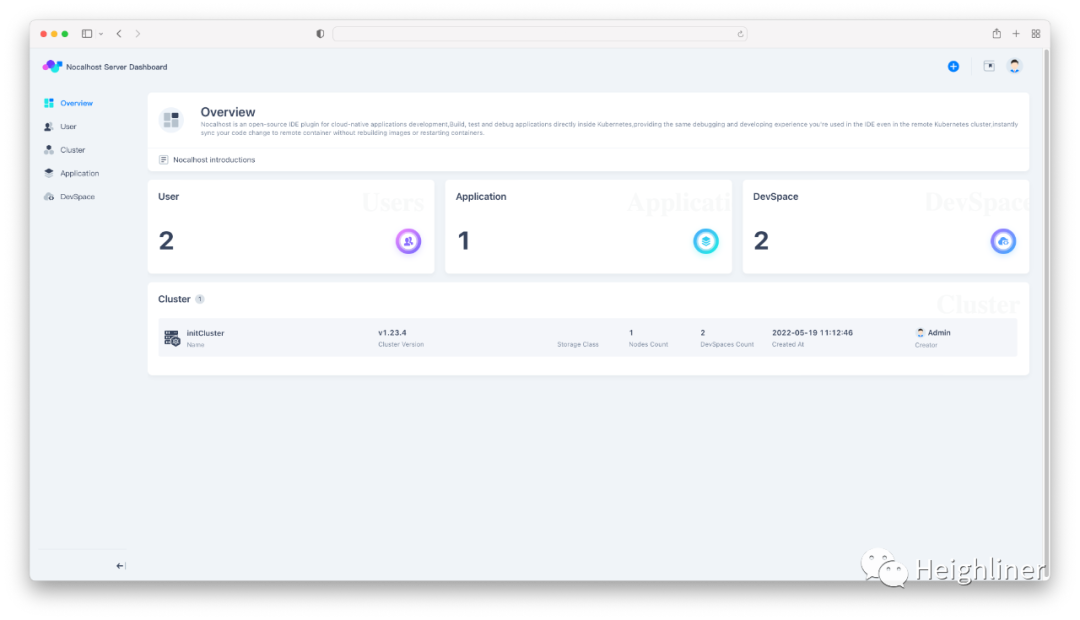 Nocalhost Server Dashboard
Overview
User
Cluster
Application
DevSpace
Overview
Nocalhost is an open-source IDE plugin for cloud-native applications development,Build, test and debug applications directly inside Kubernetes,providing the same debugging and developing experience you're used in the IDE even in the remote Kubernetes cluster,instantly
sync your code change to remote container without rebuilding images or restarting containers.
Nocalhost introductions
User
Users
2
Application
Applicati
1
DevSpace
DevSpace
2
Cluster 1
Cluster
initCluster
Name
v1.23.4
Cluster Version
Storage Class
1
Nodes Count
2
DevSpaces Count
2022-05-19 11:12:46
Created At
Admin
Creator
Heighliner